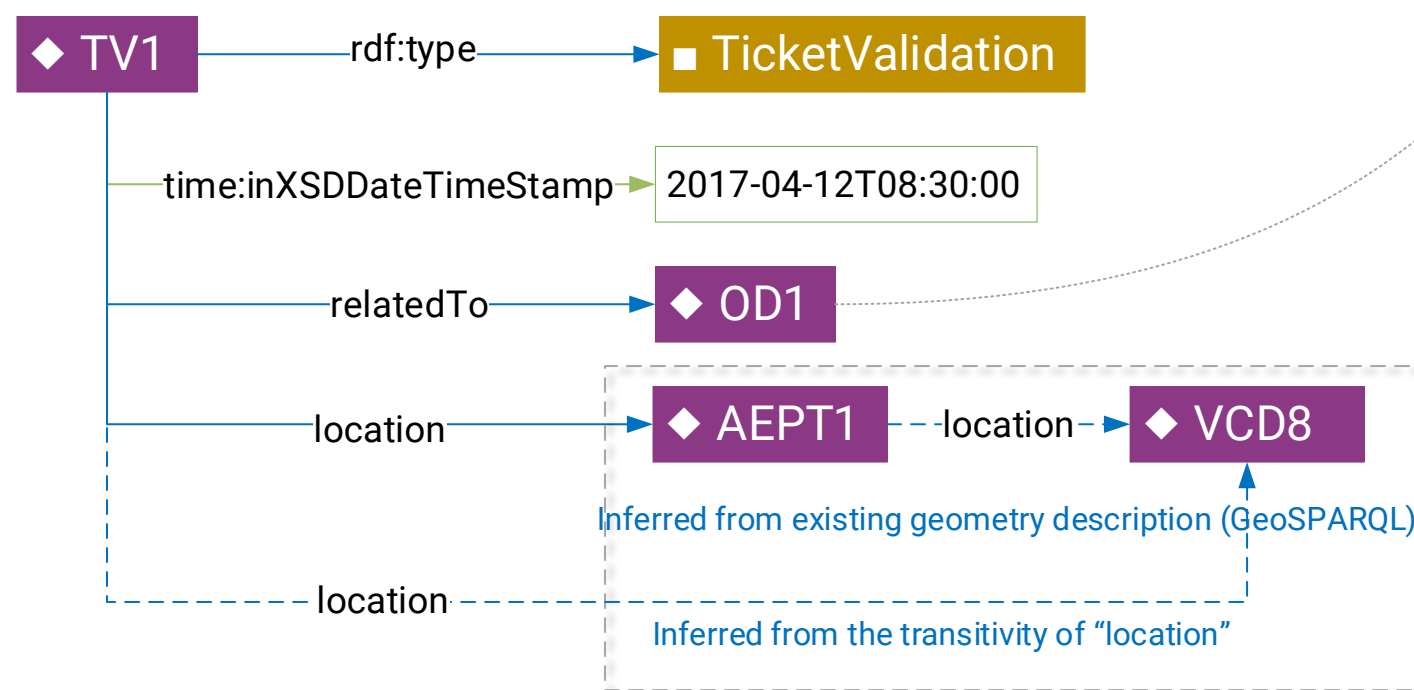 TV1 rdf:type TicketValidation
time:inXSDDateTimeStamp 2017-04-12T08:30:00
relatedTo OD1
location AEPT1 location VCD8
Inferred from existing geometry description (GeoSPARQL)
location
Inferred from the transitivity of “location”